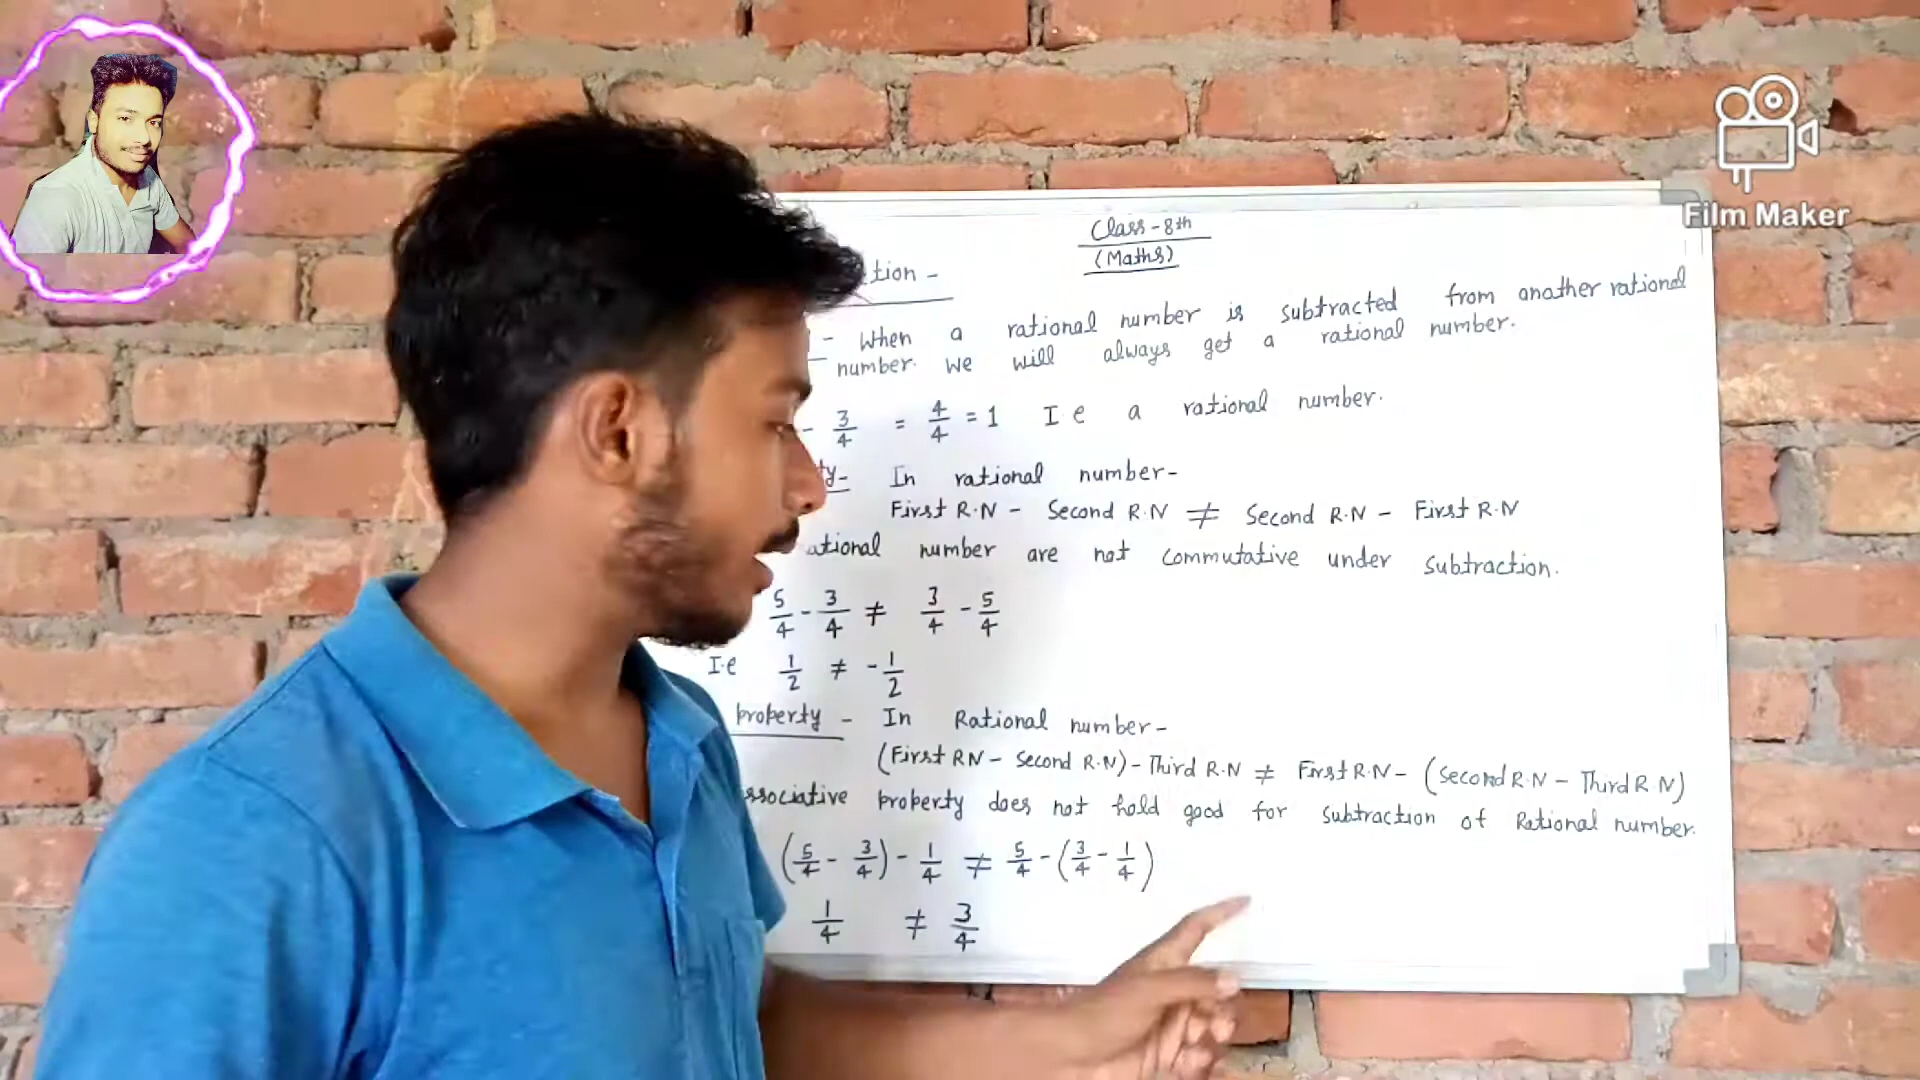 Class-8th
(Maths)
tion -
- When a rational number is subtracted from another rational
number. we will always get a rational number.
- 3/4 = 4/4 = 1 I e a rational number.
ty- In rational number-
First R.N - Second R.N ≠ Second R.N - First R.N
ational number are not commutative under subtraction.
5/4 - 3/4 ≠ 3/4 - 5/4
I.e 1/2 ≠ -1/2
property - In Rational number-
(First RN - Second R.N) - Third R.N ≠ First R.N - (Second R.N - Third R.N)
ssociative property does not hold good for subtraction of Rational number.
(5/4 - 3/4) - 1/4 ≠ 5/4 - (3/4 - 1/4)
1/4 ≠ 3/4
Film Maker